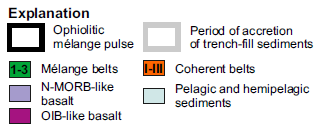 Explanation
Ophiolitic
mélange pulse
Period of accretion
of trench-fill sediments
1-3 Mélange belts
I-III Coherent belts
N-MORB-like
basalt
Pelagic and hemipelagic
sediments
OIB-like basalt